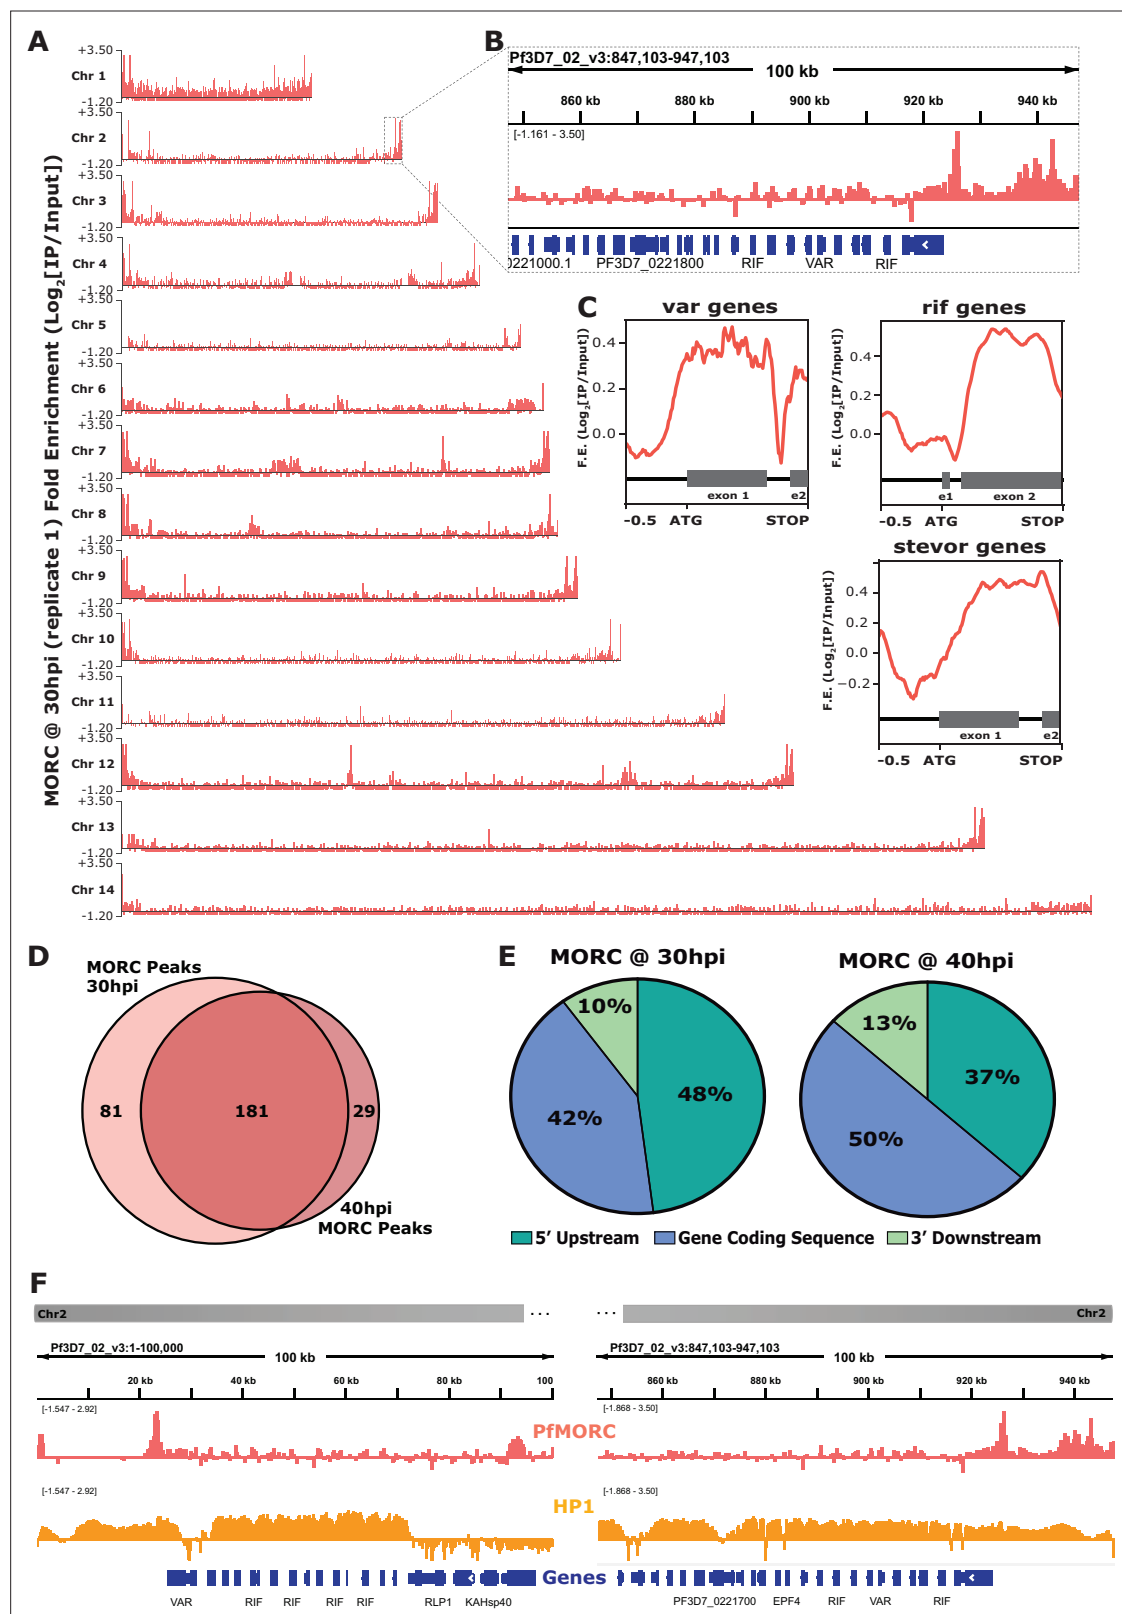 A
MORC @ 30hpi (replicate 1) Fold Enrichment (Log2[IP/Input])
+3.50
Chr 1
-1.20
+3.50
Chr 2
-1.20
+3.50
Chr 3
-1.20
+3.50
Chr 4
-1.20
+3.50
Chr 5
-1.20
+3.50
Chr 6
-1.20
+3.50
Chr 7
-1.20
+3.50
Chr 8
-1.20
+3.50
Chr 9
-1.20
+3.50
Chr 10
-1.20
+3.50
Chr 11
-1.20
+3.50
Chr 12
-1.20
+3.50
Chr 13
-1.20
+3.50
Chr 14
-1.20
B
Pf3D7_02_v3:847,103-947,103
100 kb
860 kb 880 kb 900 kb 920 kb 940 kb
[-1.161 - 3.50]
0221000.1 PF3D7_0221800 RIF VAR RIF
C
var genes
F.E. (Log2[IP/Input])
0.4
0.2
0.0
exon 1 e2
-0.5 ATG STOP
rif genes
F.E. (Log2[IP/Input])
0.4
0.2
0.0
e1 exon 2
-0.5 ATG STOP
stevor genes
F.E. (Log2[IP/Input])
0.4
0.2
0.0
−0.2
exon 1 e2
-0.5 ATG STOP
D
MORC Peaks
30hpi
81 181 29
40hpi
MORC Peaks
E
MORC @ 30hpi
10%
48%
42%
MORC @ 40hpi
13%
37%
50%
5′ Upstream Gene Coding Sequence 3′ Downstream
F
Chr2 ... ... Chr2
Pf3D7_02_v3:1-100,000
100 kb
20 kb 40 kb 60 kb 80 kb 100
[-1.547 - 2.92]
Pf3D7_02_v3:847,103-947,103
100 kb
860 kb 880 kb 900 kb 920 kb 940 kb
[-1.868 - 3.50]
PfMORC
[-1.547 - 2.92]
[-1.868 - 3.50]
HP1
Genes
VAR RIF RIF RIF RIF RLP1 KAHsp40
PF3D7_0221700 EPF4 RIF VAR RIF